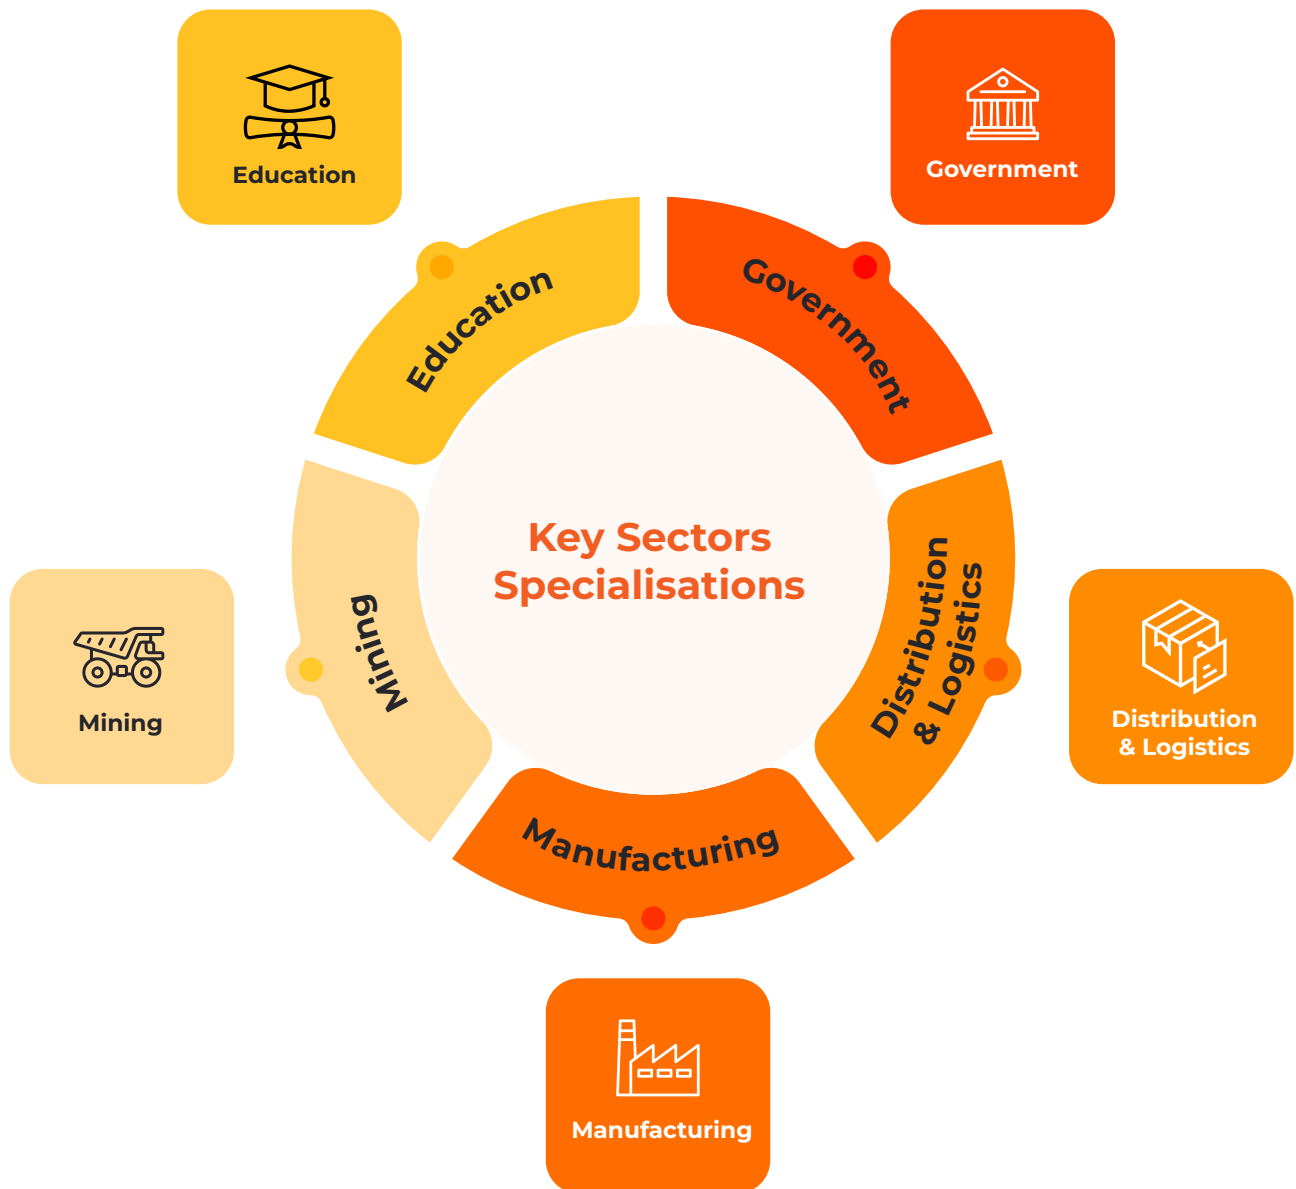 Education
Government
Education
Government
Key Sectors
Specialisations
Mining
Distribution
& Logistics
Mining
Distribution
& Logistics
Manufacturing
Manufacturing